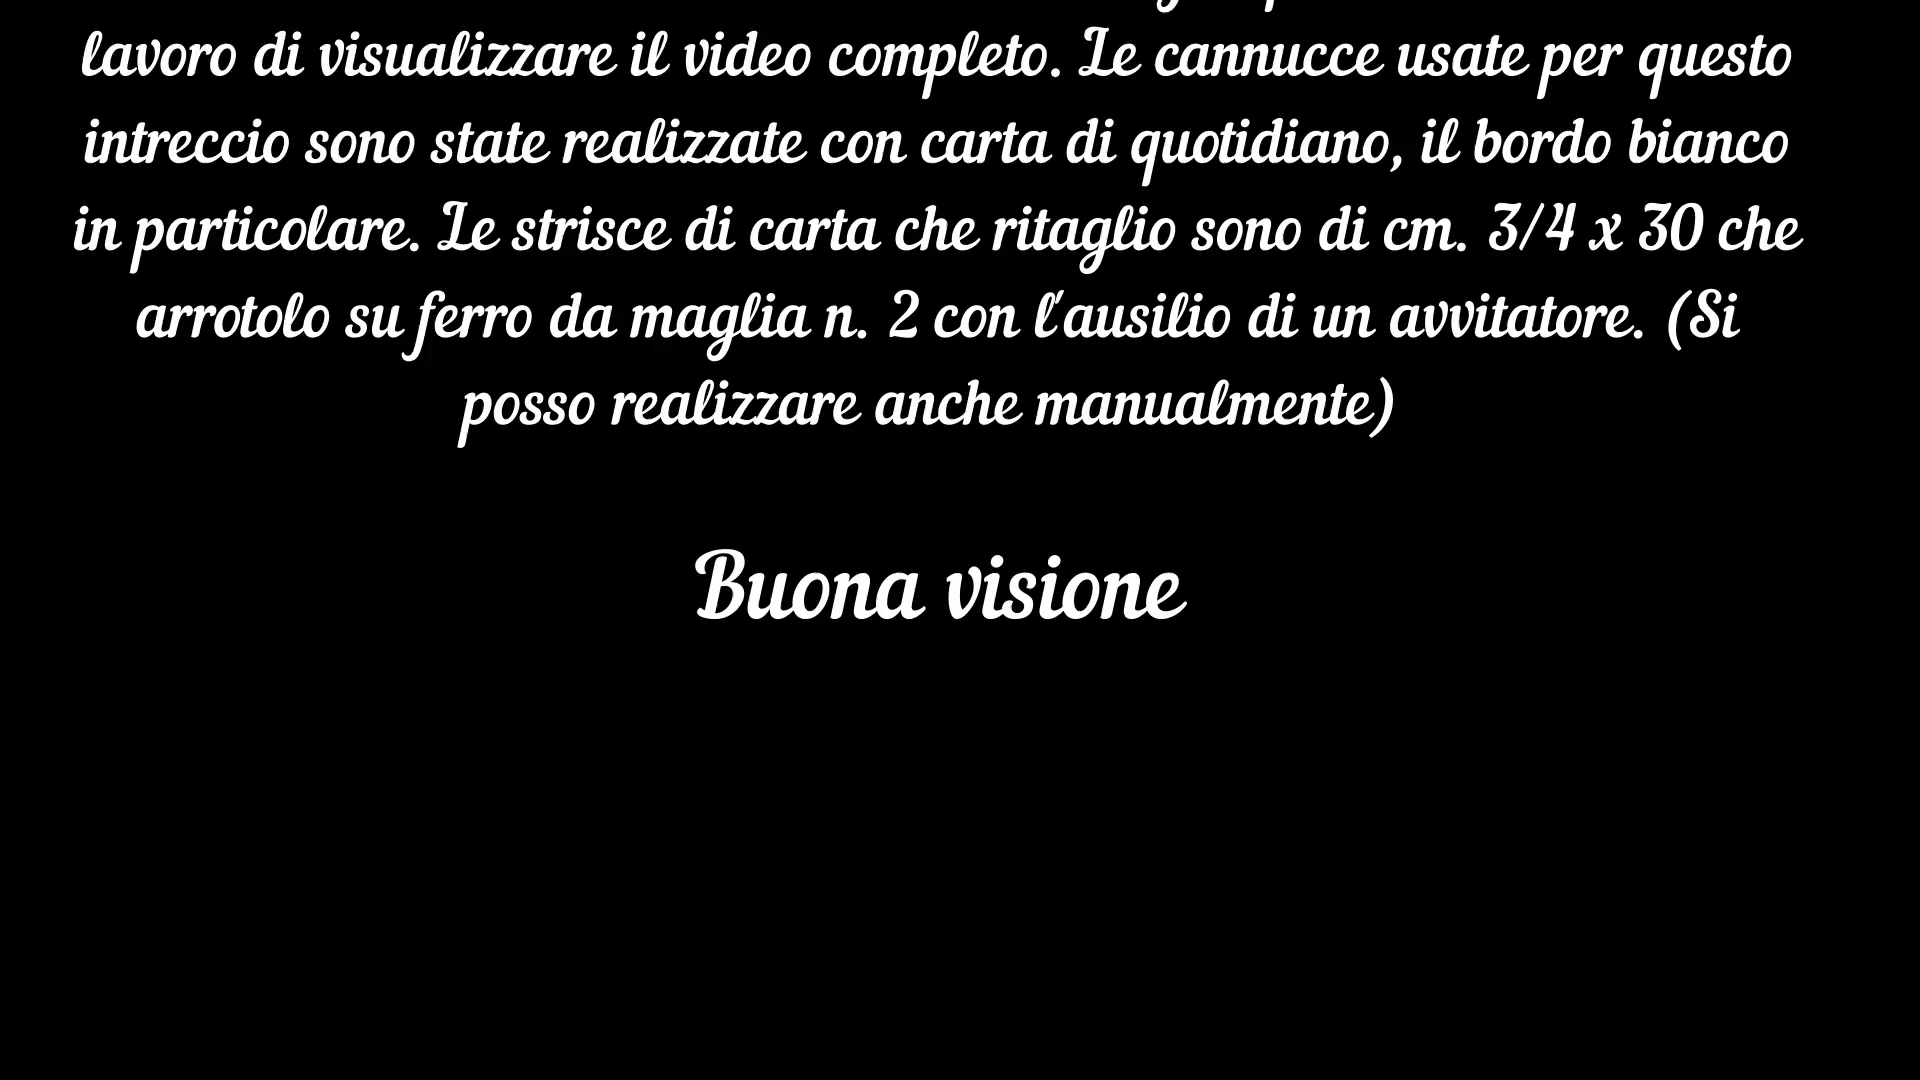 lavoro di visualizzare il video completo. Le cannucce usate per questo
intreccio sono state realizzate con carta di quotidiano, il bordo bianco
in particolare. Le strisce di carta che ritaglio sono di cm. 3/4 x 30 che
arrotolo su ferro da maglia n. 2 con l'ausilio di un avvitatore. (Si
posso realizzare anche manualmente)
Buona visione